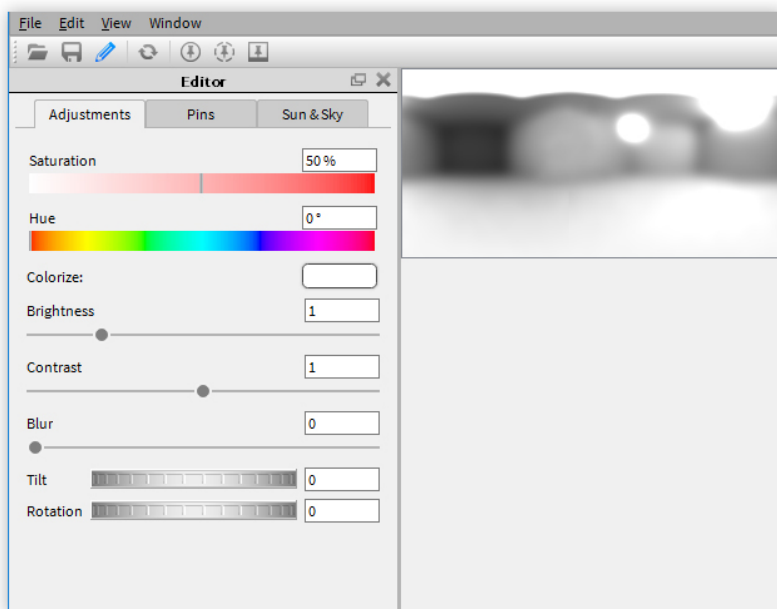 File Edit View Window
Editor
Adjustments Pins Sun & Sky
Saturation 50 %
Hue 0 °
Colorize:
Brightness 1
Contrast 1
Blur 0
Tilt 0
Rotation 0